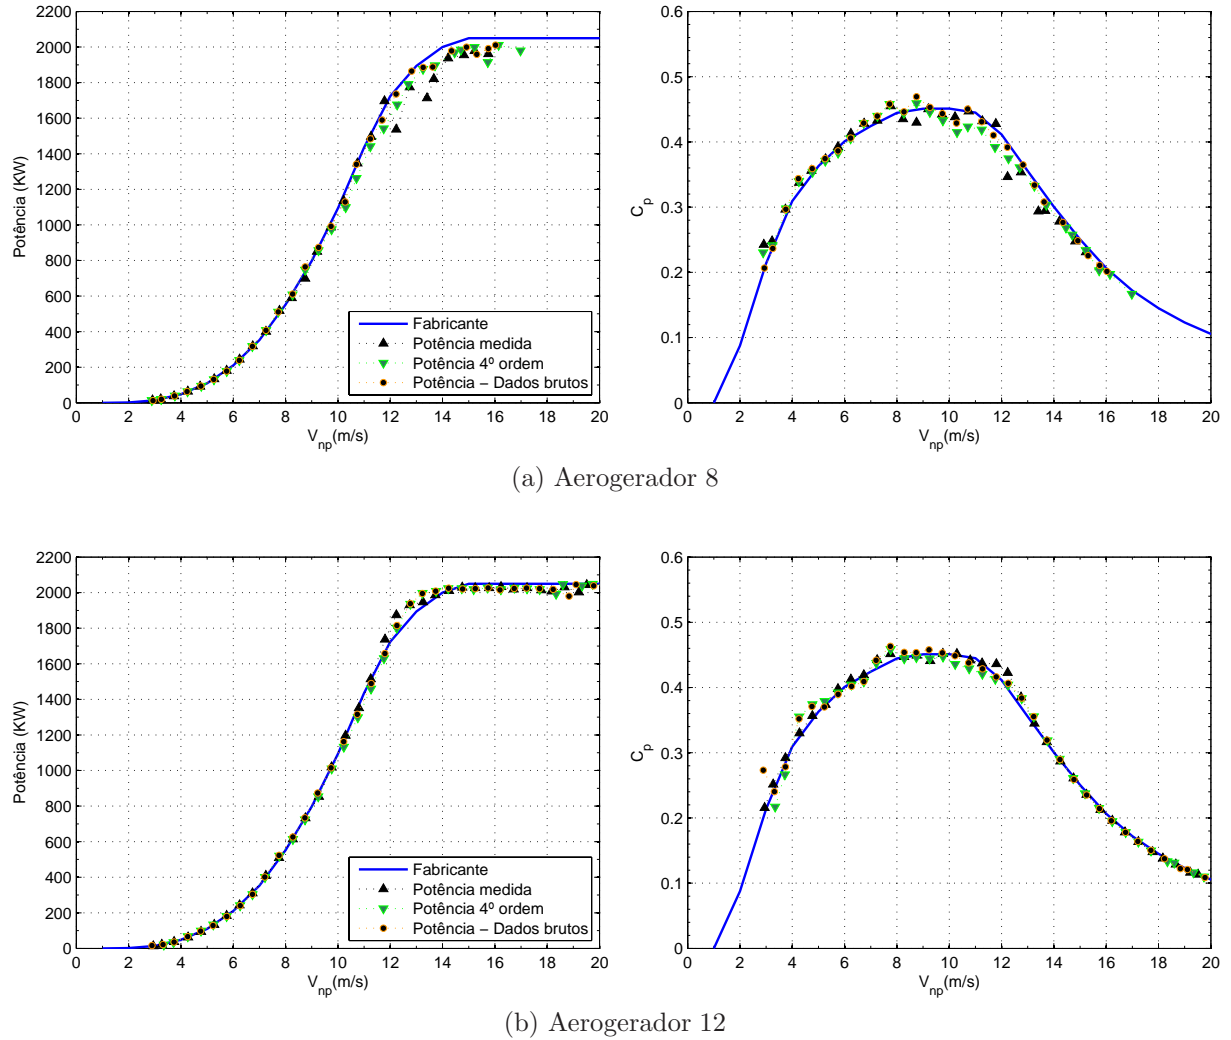 2200
2000
1800
1600
1400
1200
1000
800
600
400
200
0
Potência (KW)
0 2 4 6 8 10 12 14 16 18 20
V_np(m/s)
Fabricante
Potência medida
Potência 4º ordem
Potência – Dados brutos
0.6
0.5
0.4
0.3
0.2
0.1
0
C_p
0 2 4 6 8 10 12 14 16 18 20
V_np(m/s)
(a) Aerogerador 8
2200
2000
1800
1600
1400
1200
1000
800
600
400
200
0
Potência (KW)
0 2 4 6 8 10 12 14 16 18 20
V_np(m/s)
Fabricante
Potência medida
Potência 4º ordem
Potência – Dados brutos
0.6
0.5
0.4
0.3
0.2
0.1
0
C_p
0 2 4 6 8 10 12 14 16 18 20
V_np(m/s)
(b) Aerogerador 12